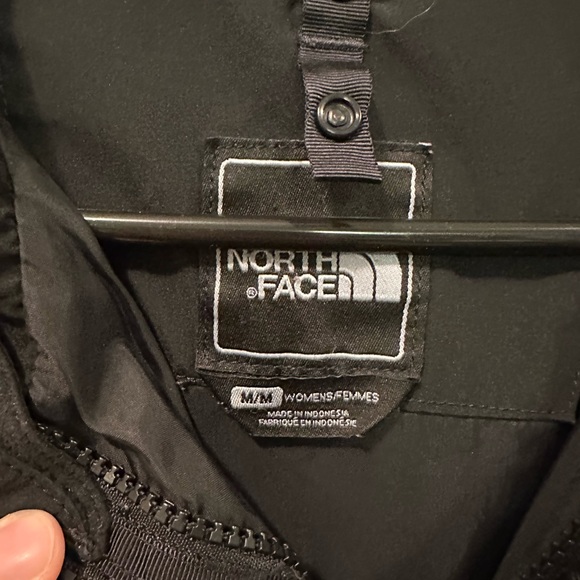 NORTH
®FACE
M/M WOMENS/FEMMES
MADE IN INDONESIA
FABRIQUÉ EN INDONÉSIE